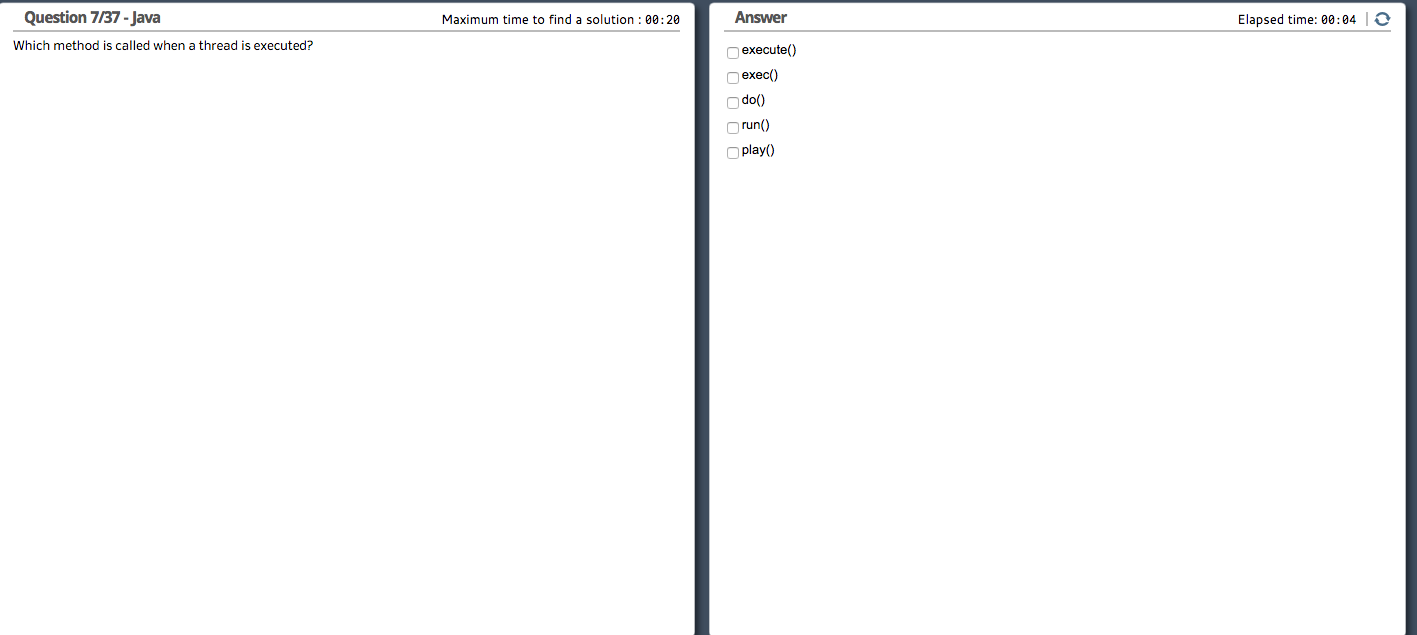 Question 7/37 - Java
Maximum time to find a solution : 00:20
Which method is called when a thread is executed?
Answer
Elapsed time: 00:04
execute()
exec()
do()
run()
play()